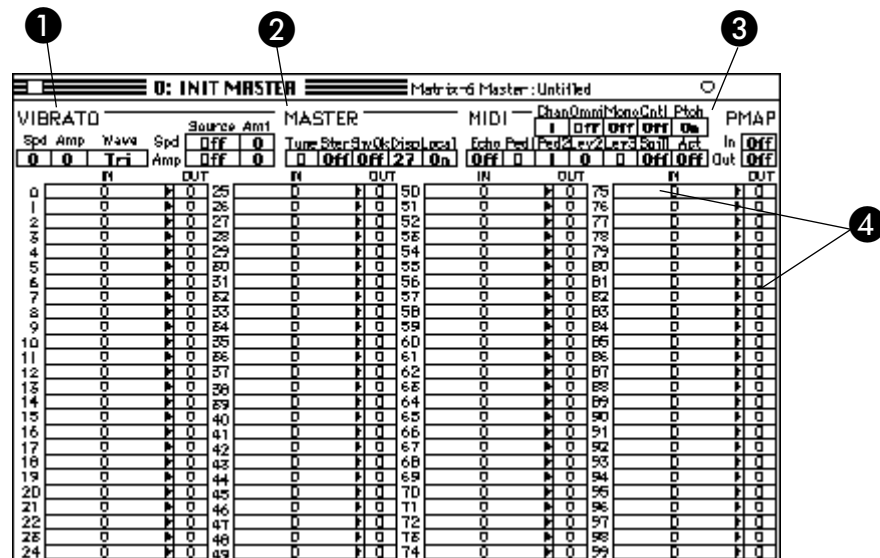 1 2 3
0: INIT MASTER Matrix-6 Master : Untitled
VIBRATO MASTER MIDI Chan Omni Mono Cntl Ptch PMAP
Source Amt 1 Off Off Off On
Spd Amp Wave Spd Off 0 Tune Ster GrvOk Disp Local Echo Ped1 Ped2 Lev2 Lev3 Spill Act In Off
0 0 Tri Amp Off 0 0 Off Off 27 On Off 0 1 0 0 Off Off Out Off
IN OUT IN OUT IN OUT IN OUT
0 0 0 25 0 0 50 0 0 75 0 0
1 0 0 26 0 0 51 0 0 76 0 0
2 0 0 27 0 0 52 0 0 77 0 0 4
3 0 0 28 0 0 53 0 0 78 0 0
4 0 0 29 0 0 54 0 0 79 0 0
5 0 0 30 0 0 55 0 0 80 0 0
6 0 0 31 0 0 56 0 0 81 0 0
7 0 0 32 0 0 57 0 0 82 0 0
8 0 0 33 0 0 58 0 0 83 0 0
9 0 0 34 0 0 59 0 0 84 0 0
10 0 0 35 0 0 60 0 0 85 0 0
11 0 0 36 0 0 61 0 0 86 0 0
12 0 0 37 0 0 62 0 0 87 0 0
13 0 0 38 0 0 63 0 0 88 0 0
14 0 0 39 0 0 64 0 0 89 0 0
15 0 0 40 0 0 65 0 0 90 0 0
16 0 0 41 0 0 66 0 0 91 0 0
17 0 0 42 0 0 67 0 0 92 0 0
18 0 0 43 0 0 68 0 0 93 0 0
19 0 0 44 0 0 69 0 0 94 0 0
20 0 0 45 0 0 70 0 0 95 0 0
21 0 0 46 0 0 71 0 0 96 0 0
22 0 0 47 0 0 72 0 0 97 0 0
23 0 0 48 0 0 73 0 0 98 0 0
24 0 0 49 0 0 74 0 0 99 0 0